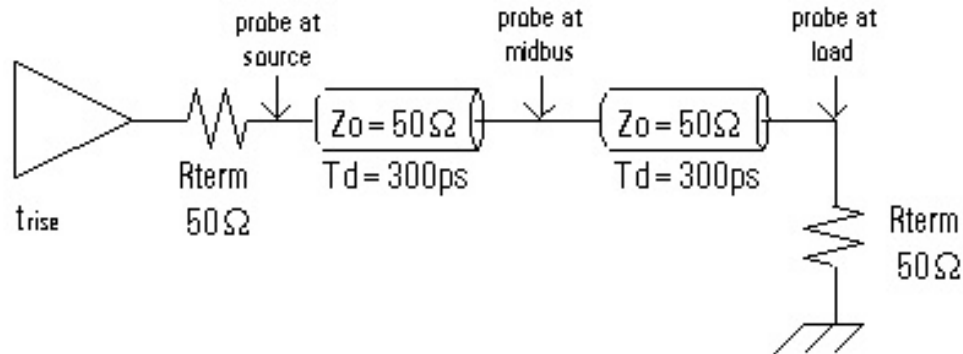 probe at
source
probe at
midbus
probe at
load
Zo = 50Ω
Zo = 50Ω
Rterm
50Ω
Td = 300ps
Td = 300ps
trise
Rterm
50Ω